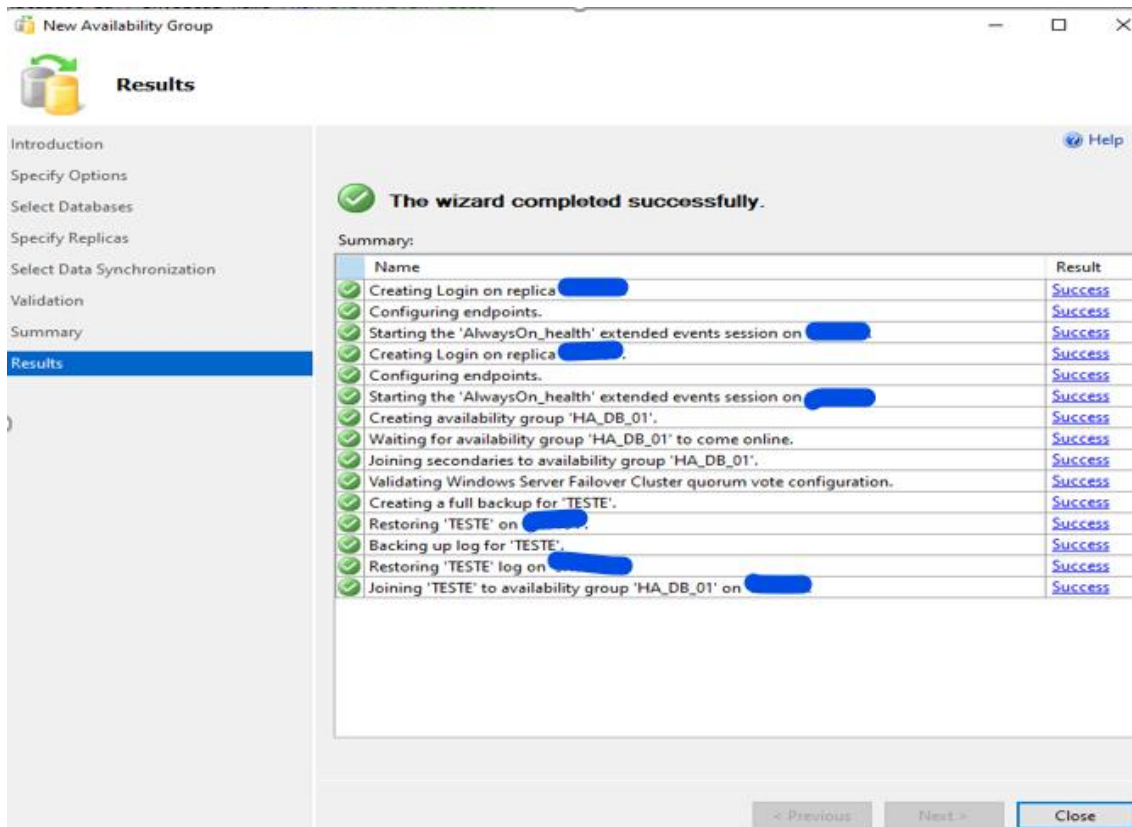 New Availability Group
Results
Introduction
Specify Options
Select Databases
Specify Replicas
Select Data Synchronization
Validation
Summary
Results
Help
The wizard completed successfully.
Summary:
Name Result
Creating Login on replica Success
Configuring endpoints. Success
Starting the 'AlwaysOn_health' extended events session on Success
Creating Login on replica . Success
Configuring endpoints. Success
Starting the 'AlwaysOn_health' extended events session on Success
Creating availability group 'HA_DB_01'. Success
Waiting for availability group 'HA_DB_01' to come online. Success
Joining secondaries to availability group 'HA_DB_01'. Success
Validating Windows Server Failover Cluster quorum vote configuration. Success
Creating a full backup for 'TESTE'. Success
Restoring 'TESTE' on . Success
Backing up log for 'TESTE'. Success
Restoring 'TESTE' log on Success
Joining 'TESTE' to availability group 'HA_DB_01' on Success
< Previous Next > Close